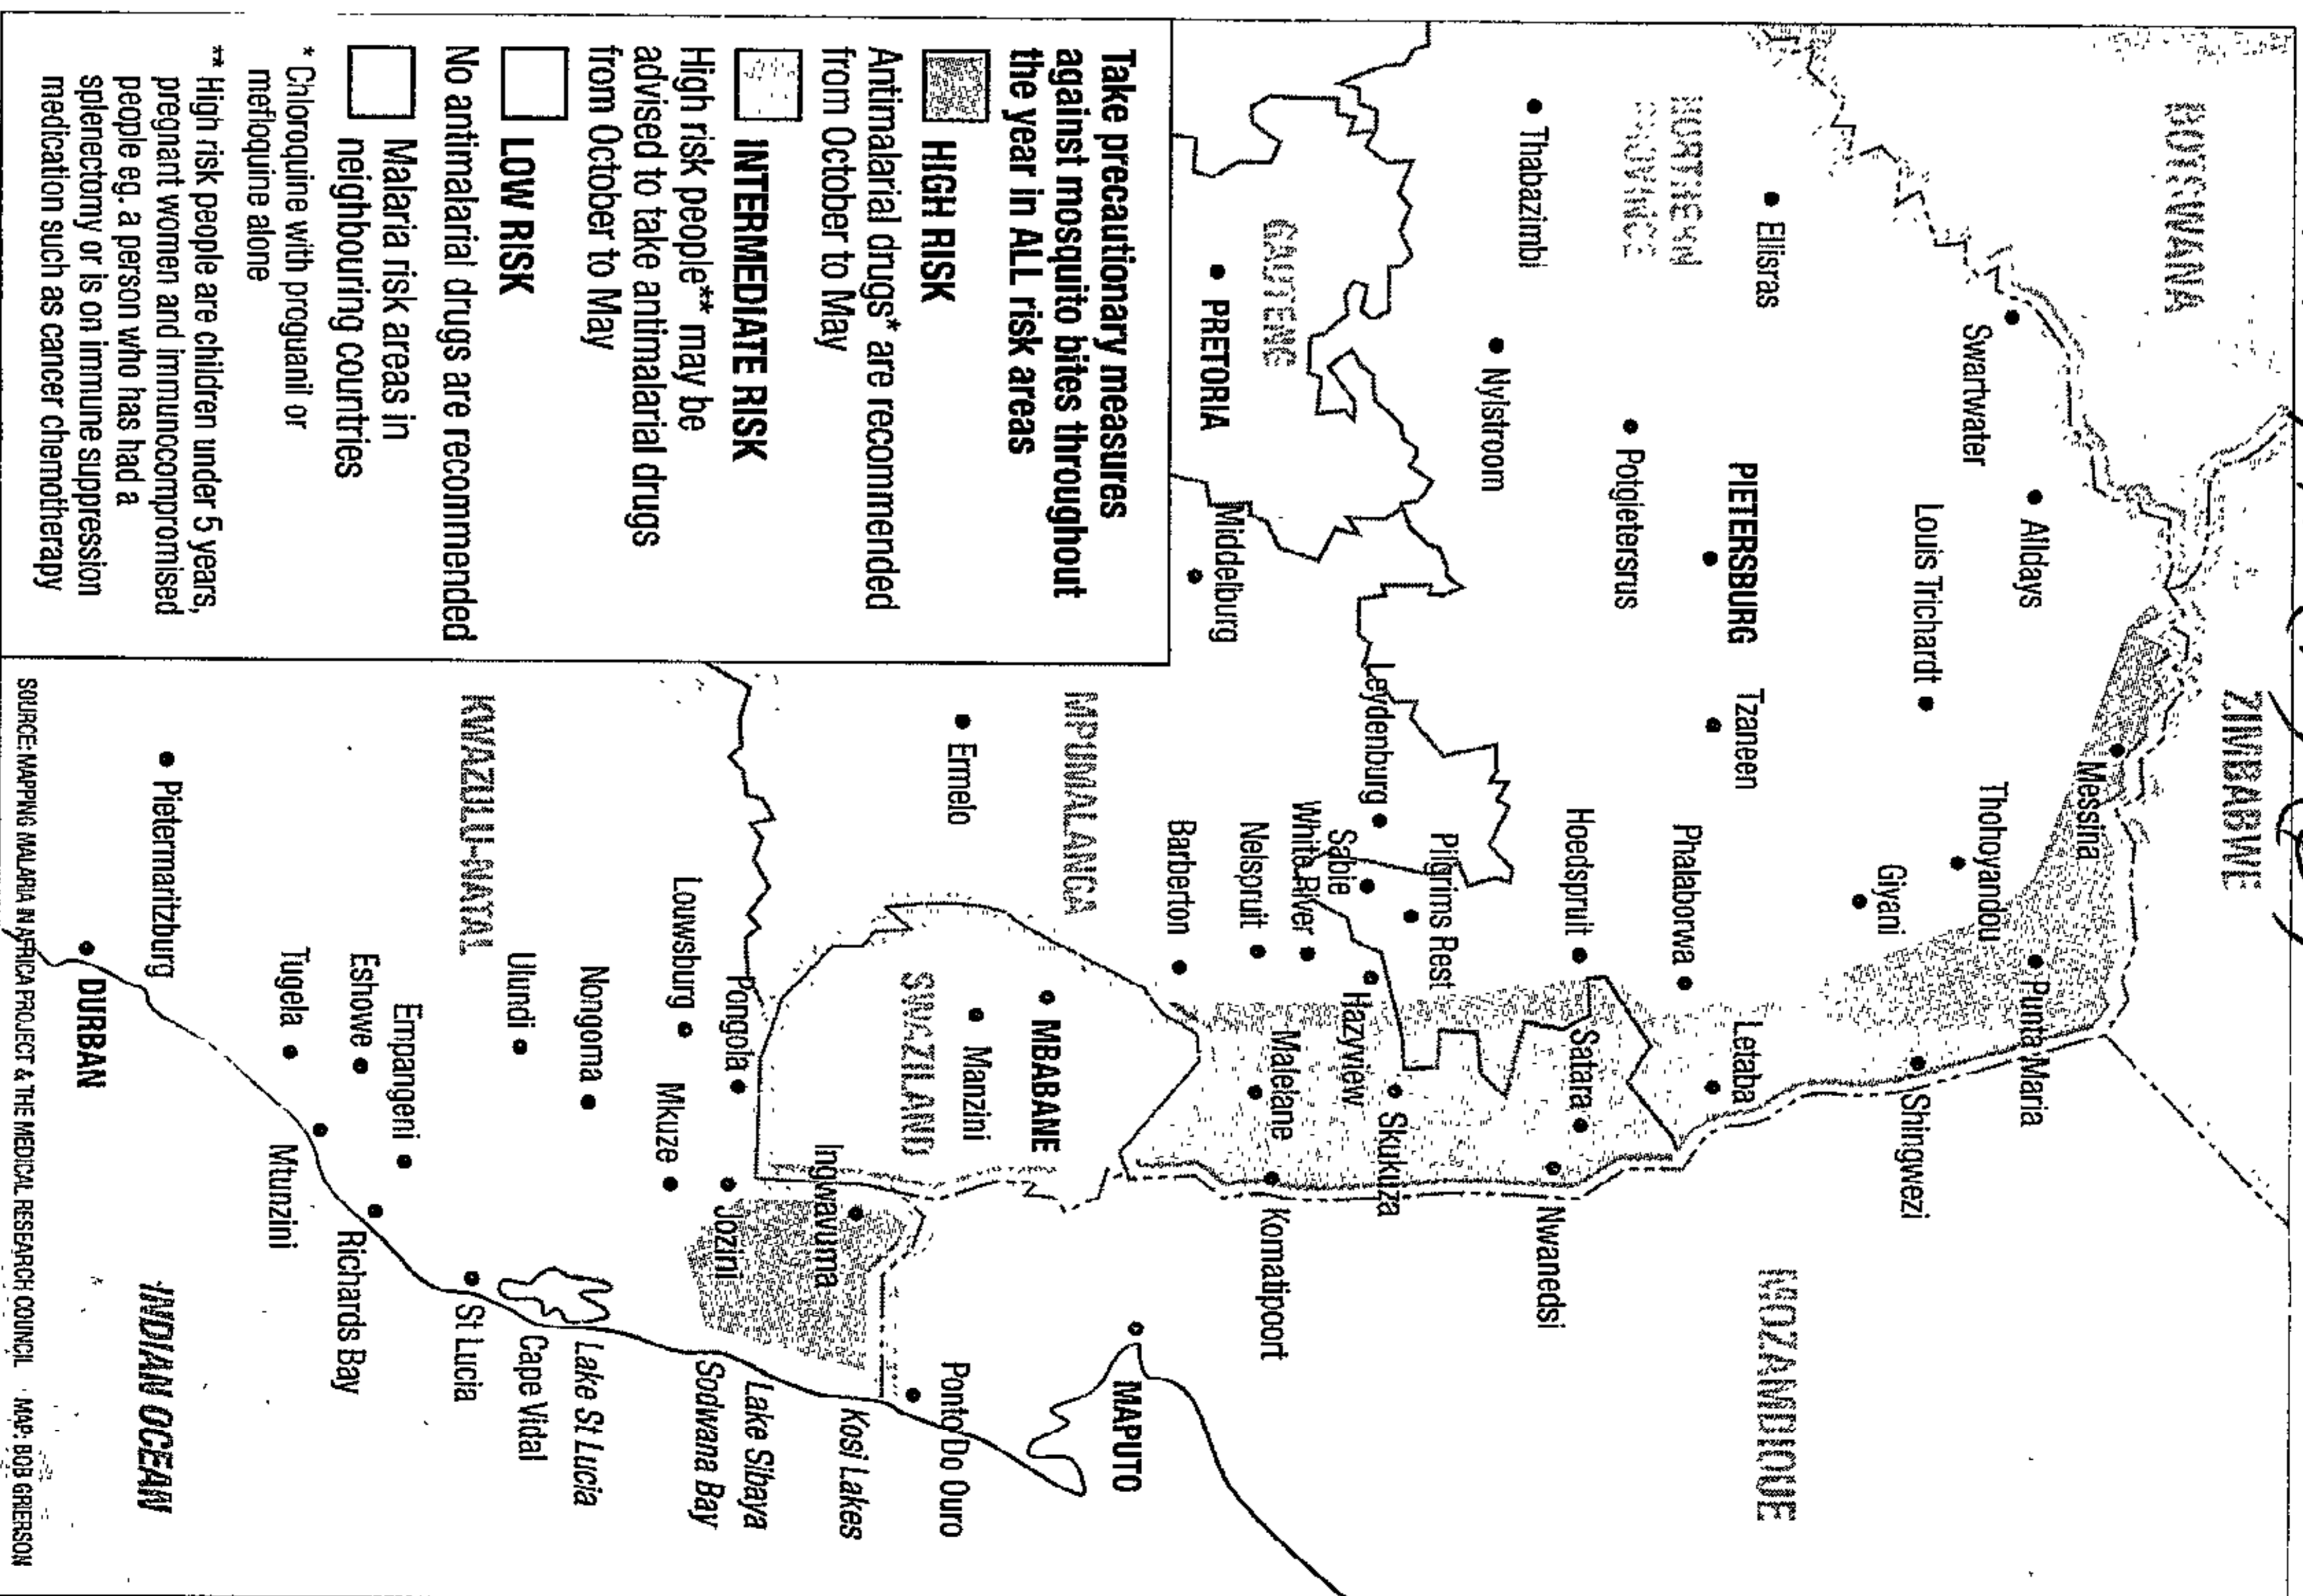 BOTSWANA
ZIMBABWE
MOZAMBIQUE
NORTHERN
PROVINCE
GAUTENG
MPUMALANGA
SWAZILAND
KWAZULU-NATAL
INDIAN OCEAN
Swartwater
Alldays
Messina
Ellisras
Louis Trichardt
Thohoyandou
Punta Maria
Giyani
Shingwezi
PIETERSBURG
Tzaneen
Phalaborwa
Letaba
Potgietersrus
Thabazimbi
Nylstroom
Hoedspruit
Satara
Nwanedsi
Pilgrims Rest
Leydenburg
Sabie
Skukuza
White River
Hazyview
Nelspruit
Malelane
Komatipoort
PRETORIA
Middelburg
Barberton
MAPUTO
MBABANE
Manzini
Ermelo
Ponto Do Ouro
Ingwavuma
Kosi Lakes
Pongola
Jozini
Lake Sibaya
Louwsburg
Mkuze
Sodwana Bay
Nongoma
Lake St Lucia
Ulundi
Cape Vidal
St Lucia
Empangeni
Eshowe
Richards Bay
Tugela
Mtunzini
Pietermaritzburg
DURBAN
Take precautionary measures
against mosquito bites throughout
the year in ALL risk areas
HIGH RISK
Antimalarial drugs* are recommended
from October to May
INTERMEDIATE RISK
High risk people** may be
advised to take antimalarial drugs
from October to May
LOW RISK
No antimalarial drugs are recommended
Malaria risk areas in
neighbouring countries
* Chloroquine with proguanil or
mefloquine alone
** High risk people are children under 5 years,
pregnant women and immunocompromised
people eg. a person who has had a
splenectomy or is on immune suppression
medication such as cancer chemotherapy
SOURCE: MAPPING MALARIA IN AFRICA PROJECT & THE MEDICAL RESEARCH COUNCIL MAP: BOB GRIERSON